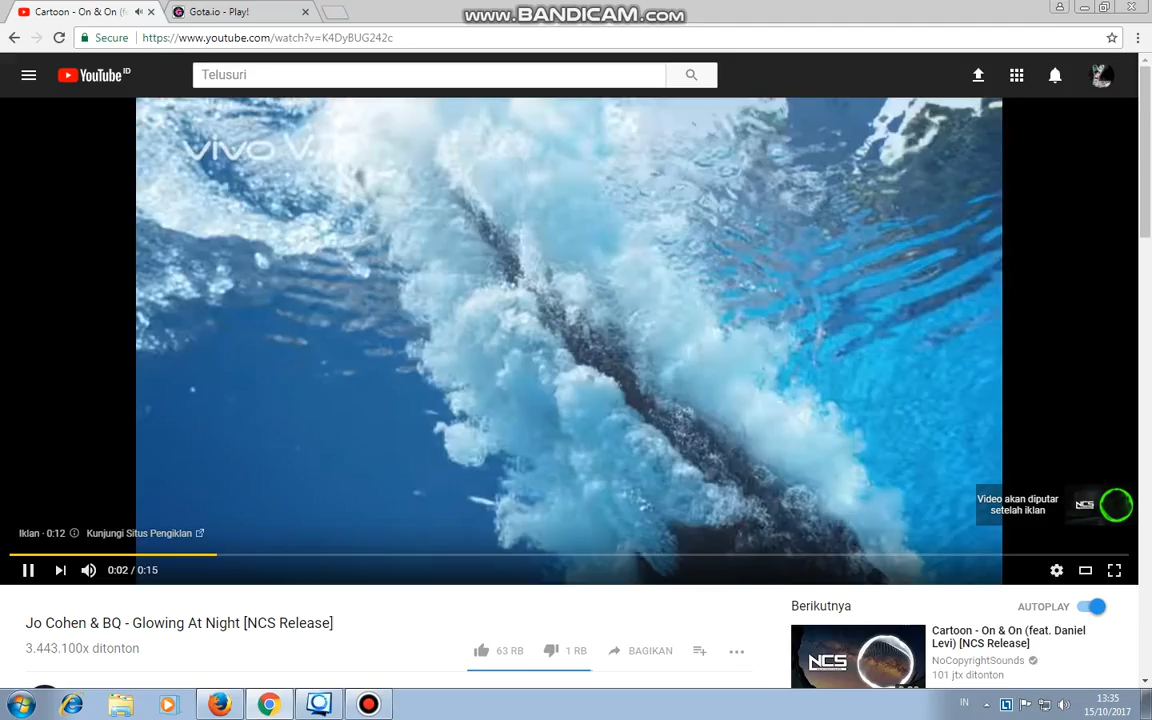 Cartoon - On & On (f
Gota.io - Play!
www.BANDICAM.com
Secure
https://www.youtube.com/watch?v=K4DyBUG242c
YouTube ID
Telusuri
vivo V
Video akan diputar
setelah iklan
NCS
Iklan · 0:12
Kunjungi Situs Pengiklan
0:02 / 0:15
Jo Cohen & BQ - Glowing At Night [NCS Release]
3.443.100x ditonton
63 RB
1 RB
BAGIKAN
Berikutnya
AUTOPLAY
NCS
Cartoon - On & On (feat. Daniel
Levi) [NCS Release]
NoCopyrightSounds
101 jtx ditonton
IN
13:35
15/10/2017